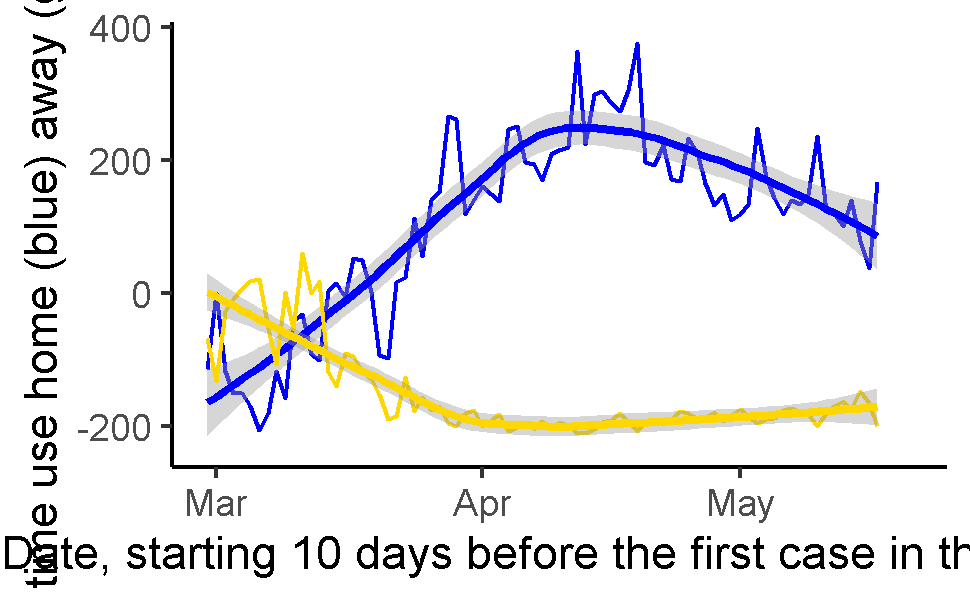 time use home (blue) away (
400
200
0
-200
Mar Apr May
Date, starting 10 days before the first case in th